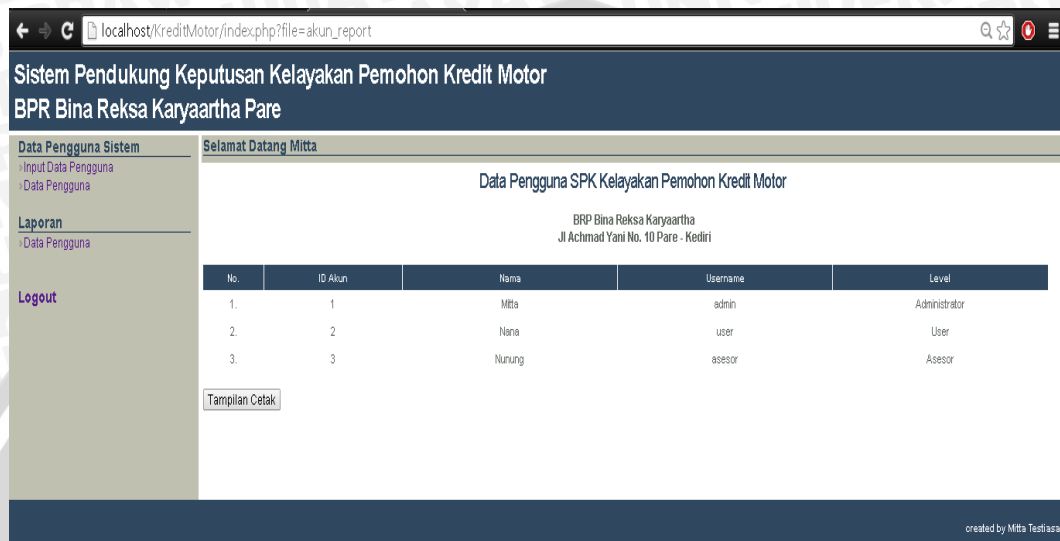 localhost/KreditMotor/index.php?file=akun_report
Sistem Pendukung Keputusan Kelayakan Pemohon Kredit Motor
BPR Bina Reksa Karyaartha Pare
Data Pengguna Sistem
›Input Data Pengguna
›Data Pengguna
Laporan
›Data Pengguna
Logout
Selamat Datang Mitta
Data Pengguna SPK Kelayakan Pemohon Kredit Motor
BRP Bina Reksa Karyaartha
Jl Achmad Yani No. 10 Pare - Kediri
No. ID Akun Nama Username Level
1. 1 Mitta admin Administrator
2. 2 Nana user User
3. 3 Nunung asesor Asesor
Tampilan Cetak
created by Mitta Testiasa